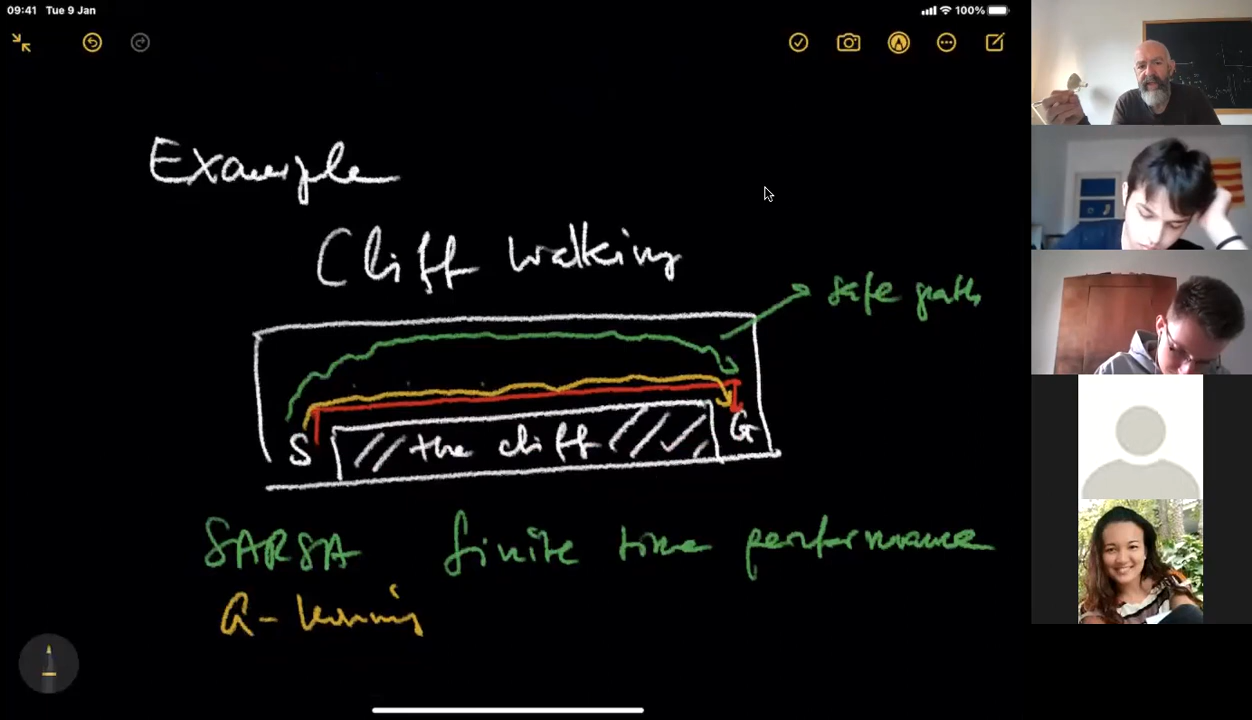 09:41 Tue 9 Jan 100%
Example
Cliff walking
safe path
S the cliff G
SARSA finite time performance
Q-learning